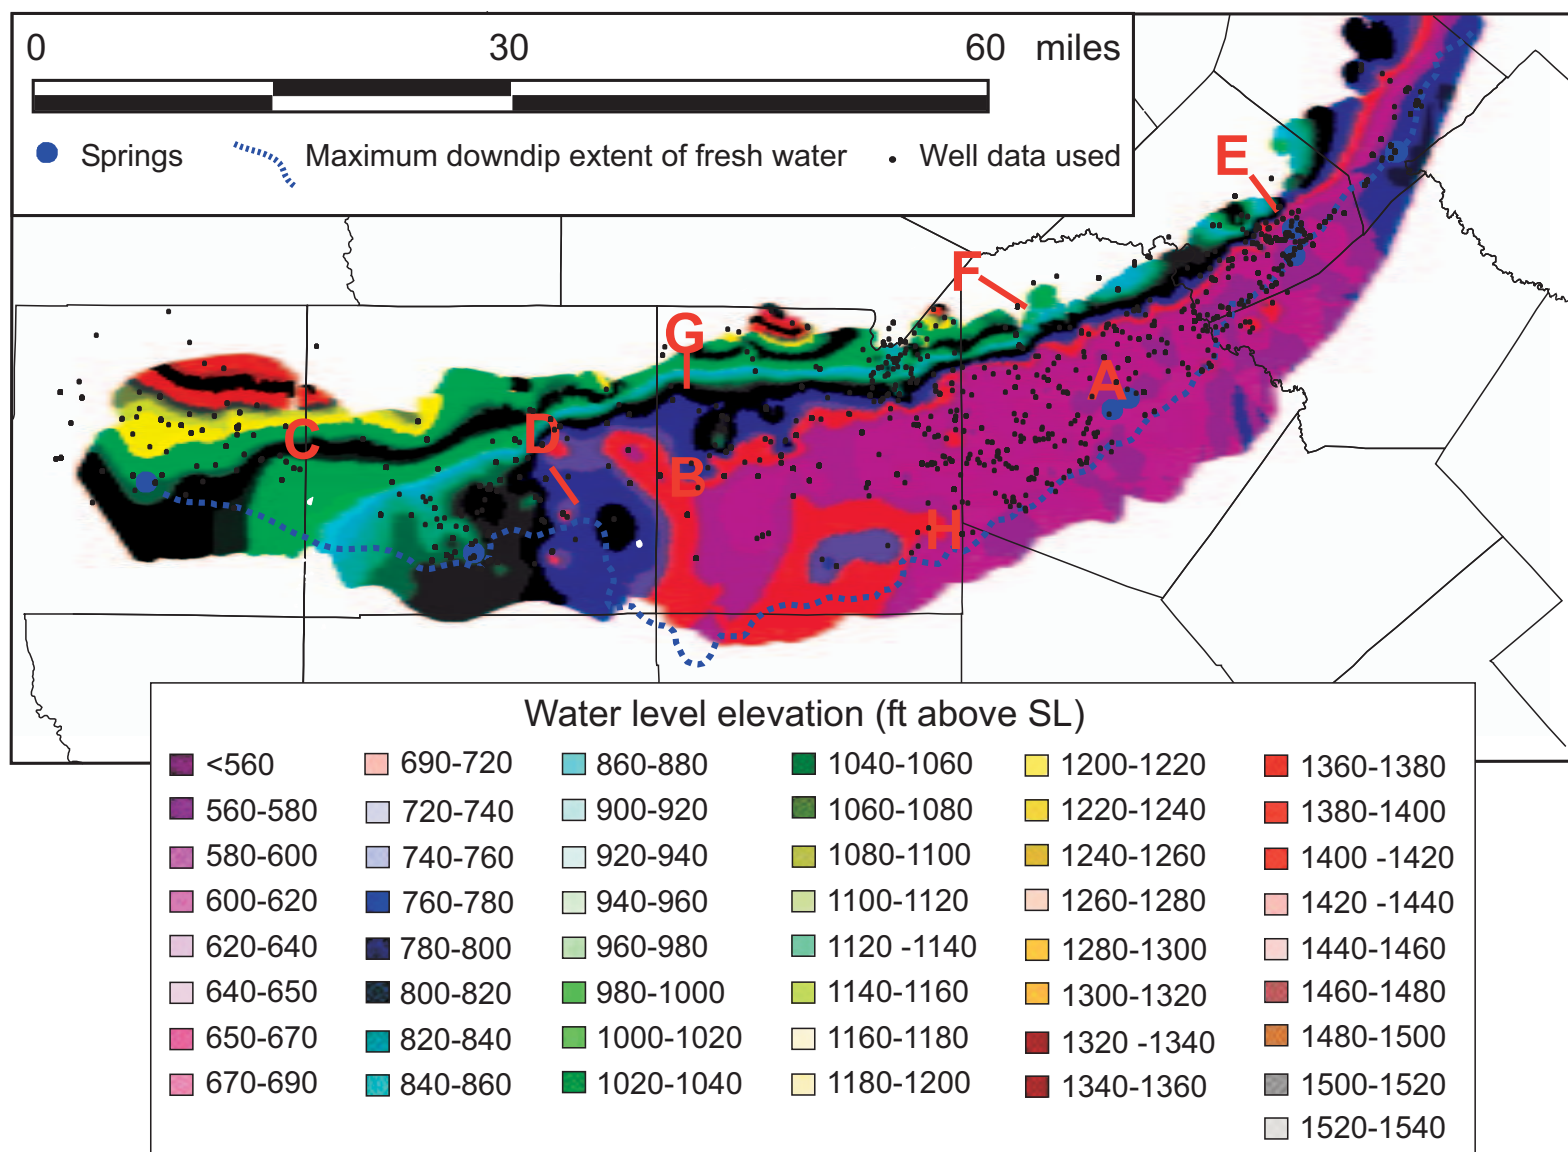 0 30 60 miles
Springs Maximum downdip extent of fresh water Well data used
E
F
G
A
C
D
B
H
Water level elevation (ft above SL)
<560 690-720 860-880 1040-1060 1200-1220 1360-1380
560-580 720-740 900-920 1060-1080 1220-1240 1380-1400
580-600 740-760 920-940 1080-1100 1240-1260 1400 -1420
600-620 760-780 940-960 1100-1120 1260-1280 1420 -1440
620-640 780-800 960-980 1120 -1140 1280-1300 1440-1460
640-650 800-820 980-1000 1140-1160 1300-1320 1460-1480
650-670 820-840 1000-1020 1160-1180 1320 -1340 1480-1500
670-690 840-860 1020-1040 1180-1200 1340-1360 1500-1520
1520-1540